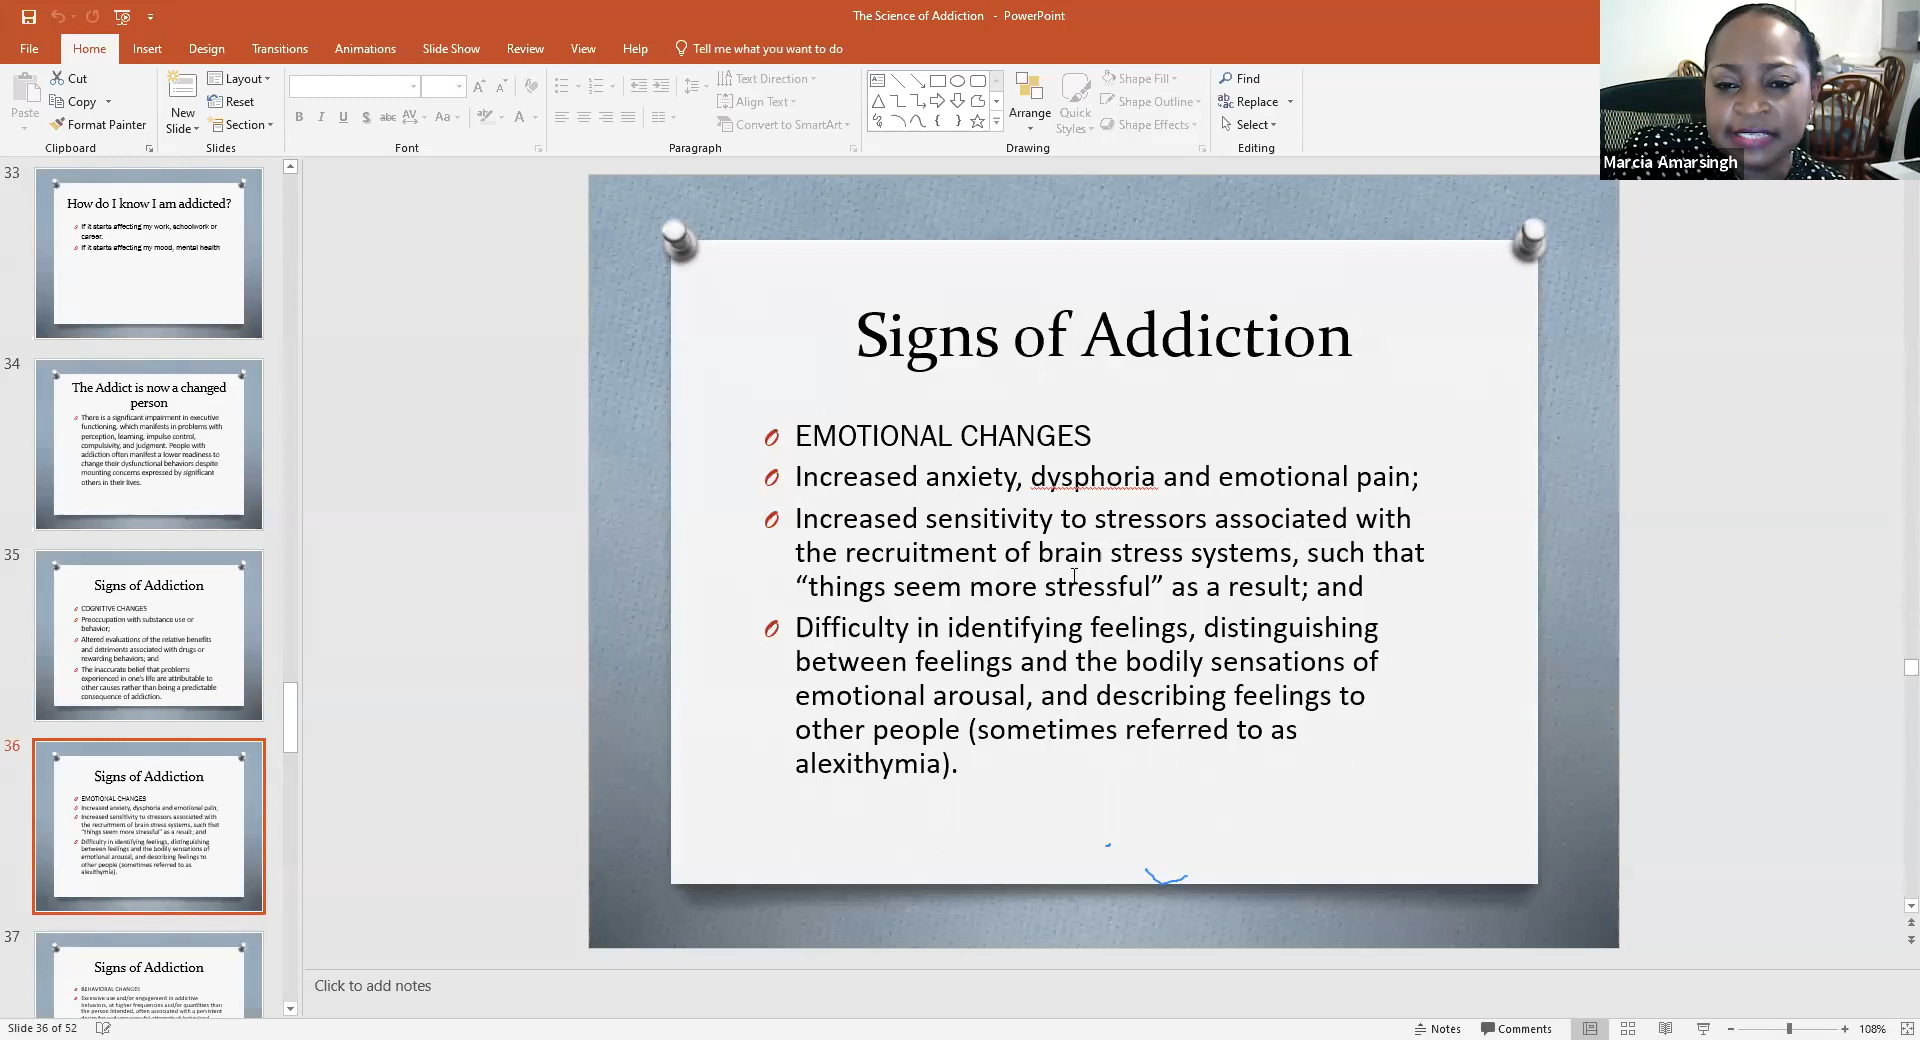 The Science of Addiction - PowerPoint
File Home Insert Design Transitions Animations Slide Show Review View Help Tell me what you want to do
Paste
Cut
Copy
Format Painter
Clipboard
New
Slide
Layout
Reset
Section
Slides
B I U S abc AV Aa A
Font
Text Direction
Align Text
Convert to SmartArt
Paragraph
Arrange
Quick
Styles
Shape Fill
Shape Outline
Shape Effects
Drawing
Find
Replace
Select
Editing
Marcia Amarsingh
33
How do I know I am addicted?
If it starts affecting my work, schoolwork or
career.
If it starts affecting my mood, mental health
34
The Addict is now a changed
person
There is a significant impairment in executive
functioning, which manifests in problems with
perception, learning, impulse control,
compulsivity, and judgment. People with
addiction often manifest a lower readiness to
change their dysfunctional behaviors despite
mounting concerns expressed by significant
others in their lives.
35
Signs of Addiction
COGNITIVE CHANGES
Preoccupation with substance use or
behavior;
Altered evaluations of the relative benefits
and detriments associated with drugs or
rewarding behaviors; and
The inaccurate belief that problems
experienced in one's life are attributable to
other causes rather than being a predictable
consequence of addiction.
36
Signs of Addiction
EMOTIONAL CHANGES
Increased anxiety, dysphoria and emotional pain;
Increased sensitivity to stressors associated with
the recruitment of brain stress systems, such that
"things seem more stressful" as a result; and
Difficulty in identifying feelings, distinguishing
between feelings and the bodily sensations of
emotional arousal, and describing feelings to
other people (sometimes referred to as
alexithymia).
37
Signs of Addiction
BEHAVIORAL CHANGES
Excessive use and/or engagement in addictive
behaviors, at higher frequencies and/or quantities than
the person intended, often associated with a persistent
Signs of Addiction
EMOTIONAL CHANGES
Increased anxiety, dysphoria and emotional pain;
Increased sensitivity to stressors associated with
the recruitment of brain stress systems, such that
“things seem more stressful” as a result; and
Difficulty in identifying feelings, distinguishing
between feelings and the bodily sensations of
emotional arousal, and describing feelings to
other people (sometimes referred to as
alexithymia).
Click to add notes
Slide 36 of 52
Notes Comments 108%